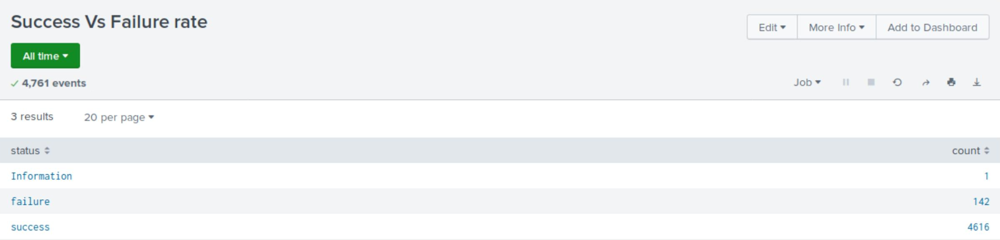 Success Vs Failure rate
Edit More Info Add to Dashboard
All time
4,761 events
Job
3 results 20 per page
status count
Information 1
failure 142
success 4616